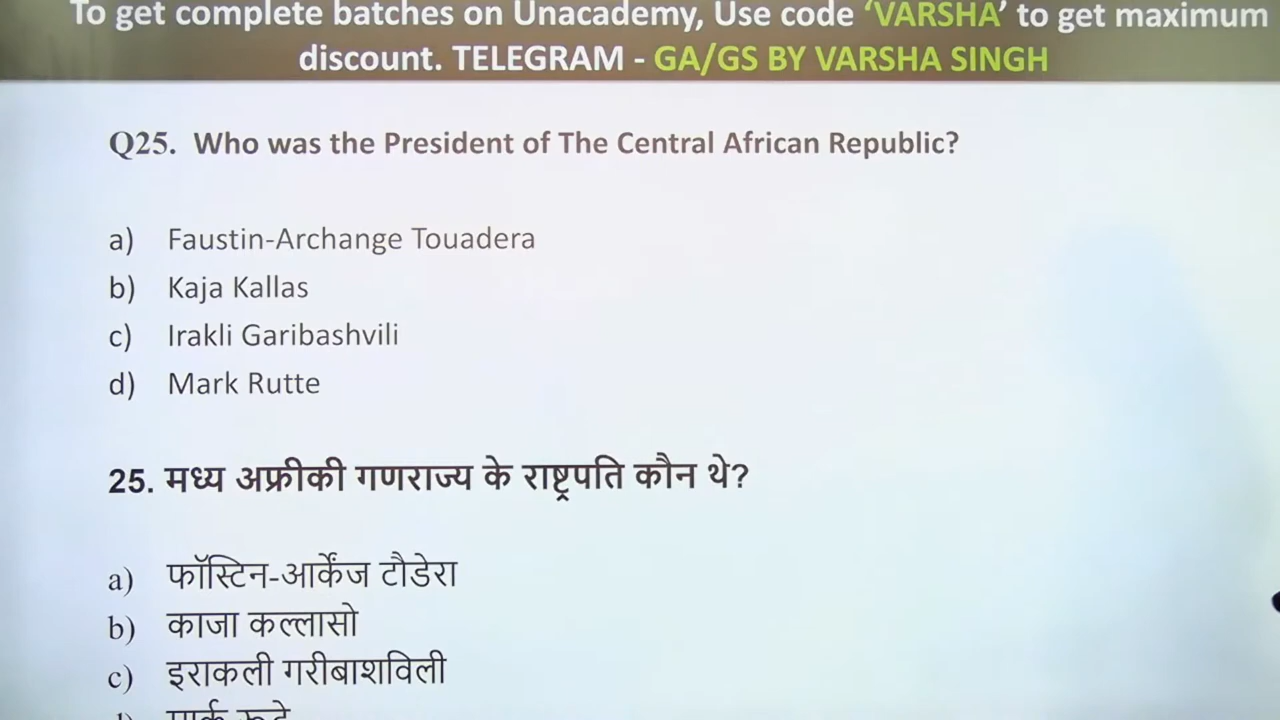 To get complete batches on Unacademy, Use code ‘VARSHA’ to get maximum
discount. TELEGRAM - GA/GS BY VARSHA SINGH
Q25. Who was the President of The Central African Republic?
a) Faustin-Archange Touadera
b) Kaja Kallas
c) Irakli Garibashvili
d) Mark Rutte
25. मध्य अफ्रीकी गणराज्य के राष्ट्रपति कौन थे?
a) फॉस्टिन-आर्केंज टौडेरा
b) काजा कल्लासो
c) इराकली गरीबाशविली
d) मार्क रूटे